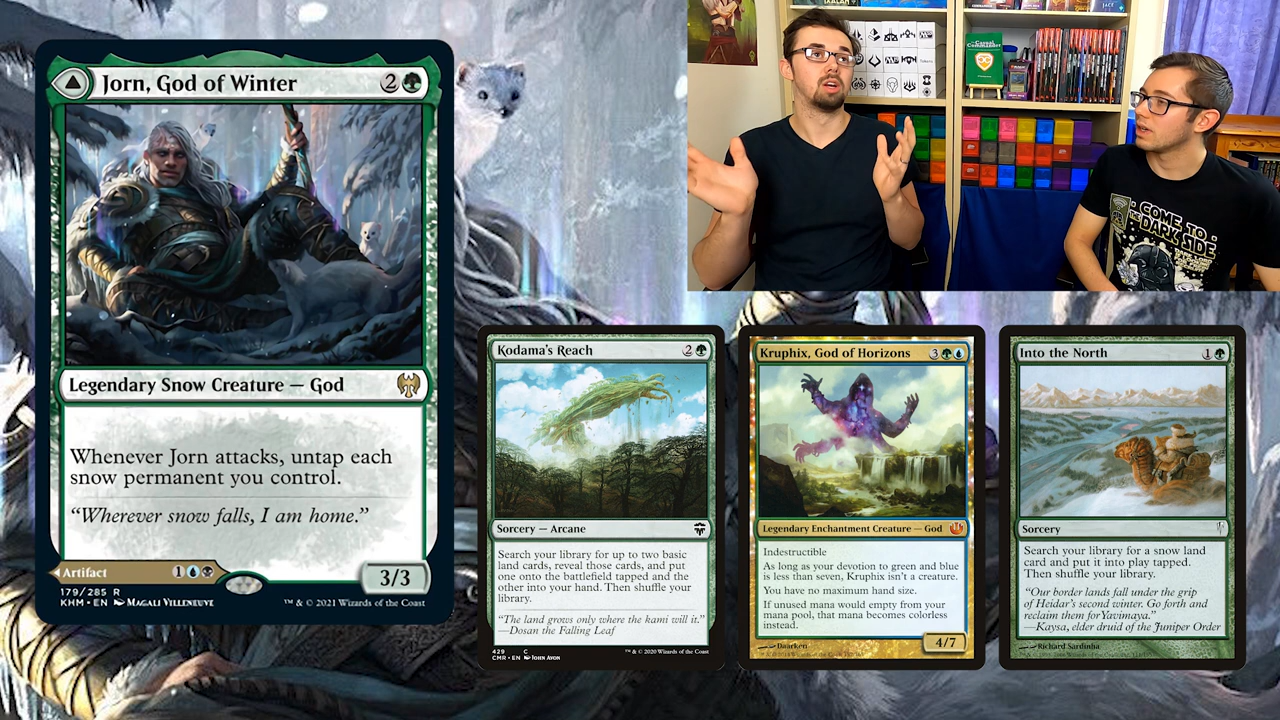 Jorn, God of Winter 2
Legendary Snow Creature — God
Whenever Jorn attacks, untap each
snow permanent you control.
“Wherever snow falls, I am home.”
Artifact 1
3/3
179/285 R
KHM • EN MAGALI VILLENEUVE
™ & © 2021 Wizards of the Coast
COME TO
THE DARK SIDE
Kodama's Reach 2
Sorcery — Arcane
Search your library for up to two basic
land cards, reveal those cards, and put
one onto the battlefield tapped and the
other into your hand. Then shuffle your
library.
“The land grows only where the kami will it.”
—Dosan the Falling Leaf
429 C
CMR • EN JOHN AVON
™ & © 2020 Wizards of the Coast
Kruphix, God of Horizons 3
Legendary Enchantment Creature — God
Indestructible
As long as your devotion to green and blue
is less than seven, Kruphix isn't a creature.
You have no maximum hand size.
If unused mana would empty from your
mana pool, that mana becomes colorless
instead.
Daarken
4/7
Into the North 1
Sorcery
Search your library for a snow land
card and put it into play tapped.
Then shuffle your library.
“Our border lands fall under the grip
of Heidar's second winter. Go forth and
reclaim them for Yavimaya.”
—Kaysa, elder druid of the Juniper Order
Richard Sardinha